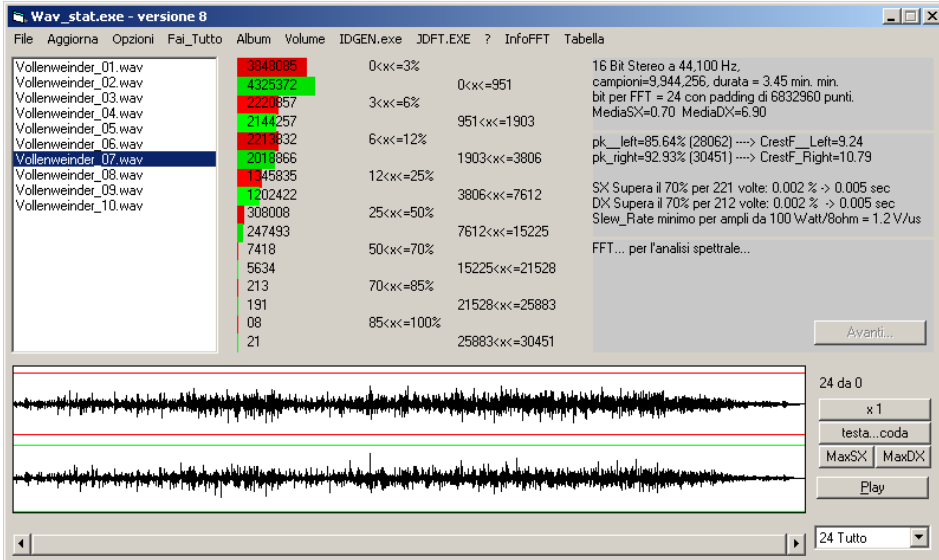 Wav_stat.exe - versione 8
File Aggiorna Opzioni Fai_Tutto Album Volume IDGEN.exe JDFT.EXE ? InfoFFT Tabella
Vollenweinder_01.wav
Vollenweinder_02.wav
Vollenweinder_03.wav
Vollenweinder_04.wav
Vollenweinder_05.wav
Vollenweinder_06.wav
Vollenweinder_07.wav
Vollenweinder_08.wav
Vollenweinder_09.wav
Vollenweinder_10.wav
3848085 0<x<=3%
4325372 0<x<=951
2220857 3<x<=6%
2144257 951<x<=1903
2213832 6<x<=12%
2018866 1903<x<=3806
1345835 12<x<=25%
1202422 3806<x<=7612
308008 25<x<=50%
247493 7612<x<=15225
7418 50<x<=70%
5634 15225<x<=21528
213 70<x<=85%
191 21528<x<=25883
08 85<x<=100%
21 25883<x<=30451
16 Bit Stereo a 44,100 Hz,
campioni=9,944,256, durata = 3.45 min. min.
bit per FFT = 24 con padding di 6832960 punti.
MediaSX=0.70 MediaDX=6.90
pk__left=85.64% (28062) ----> CrestF__Left=9.24
pk_right=92.93% (30451) ----> CrestF_Right=10.79
SX Supera il 70% per 221 volte: 0.002 % -> 0.005 sec
DX Supera il 70% per 212 volte: 0.002 % -> 0.005 sec
Slew_Rate minimo per ampli da 100 Watt/8ohm = 1.2 V/us
FFT... per l'analisi spettrale...
Avanti...
24 da 0
x 1
testa...coda
MaxSX MaxDX
Play
24 Tutto